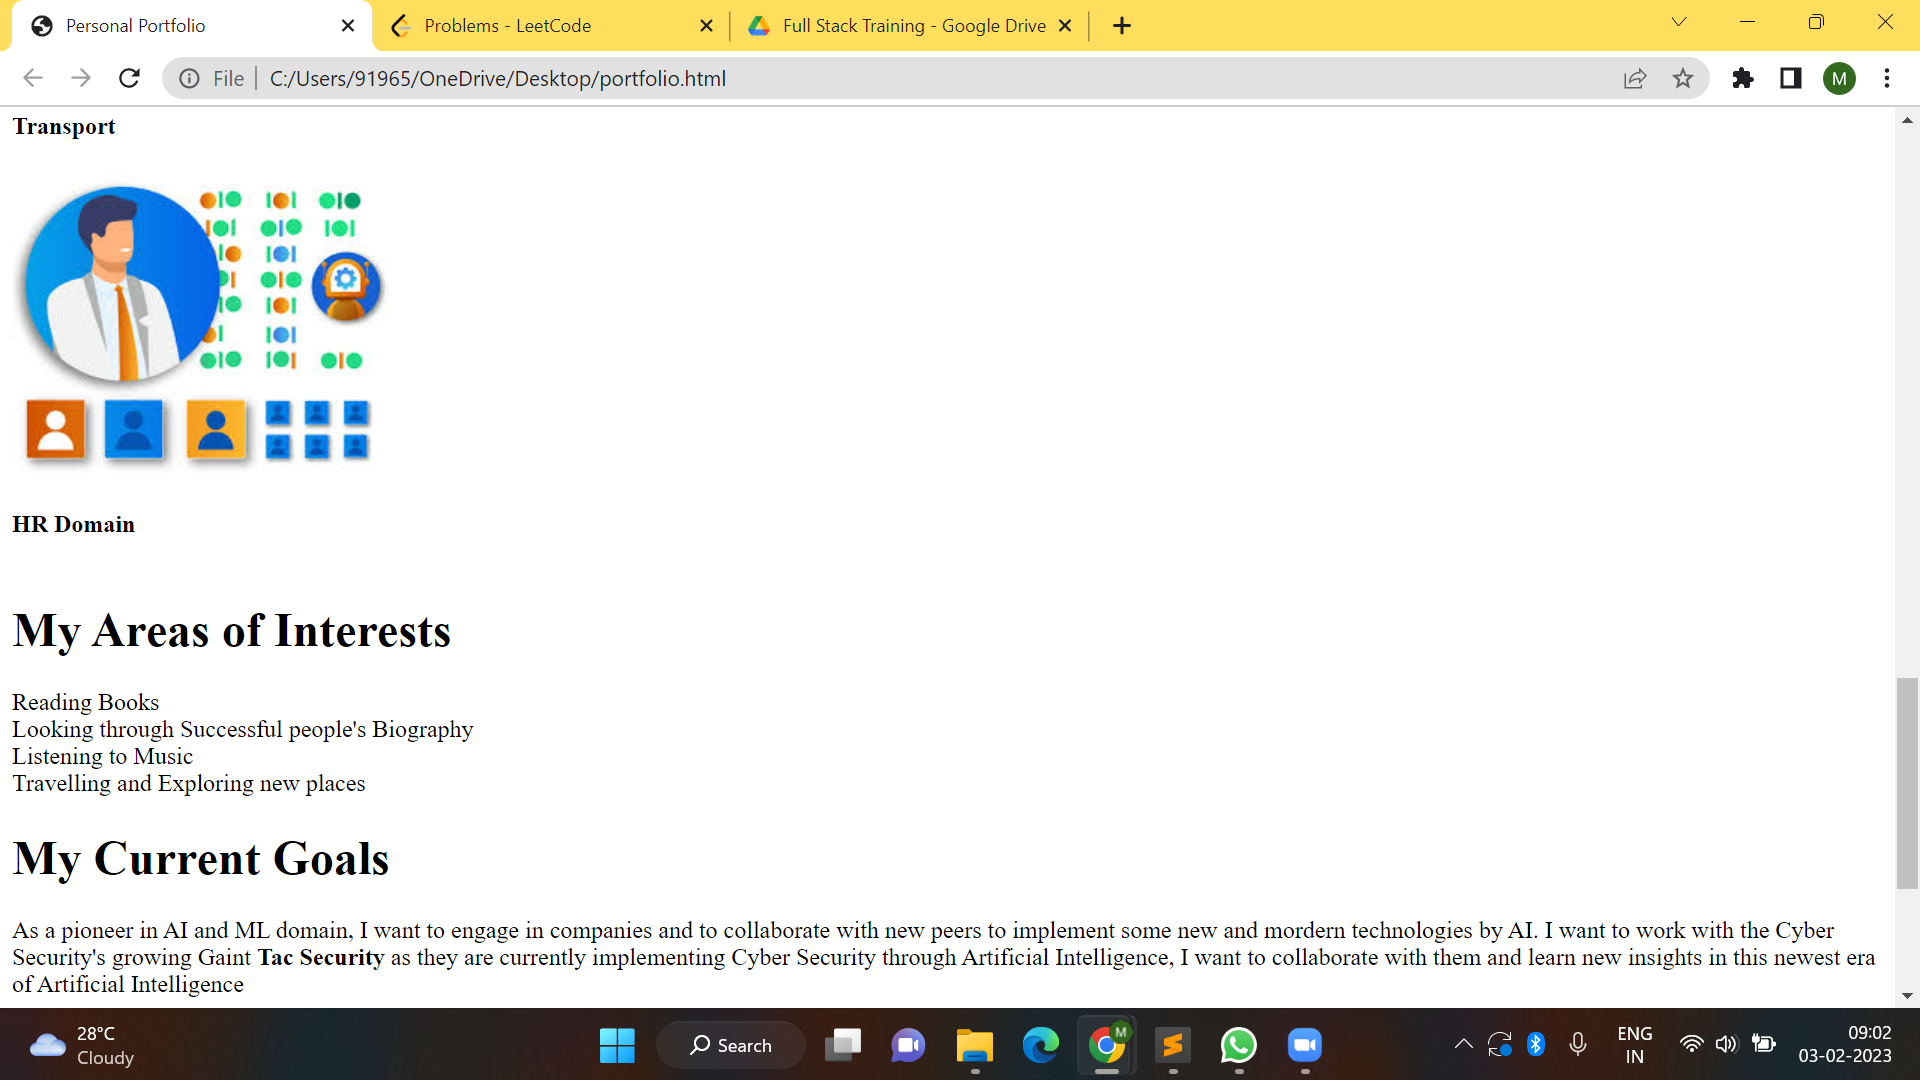 Personal Portfolio
Problems - LeetCode
Full Stack Training - Google Drive
File
C:/Users/91965/OneDrive/Desktop/portfolio.html
M
Transport
HR Domain
My Areas of Interests
Reading Books
Looking through Successful people's Biography
Listening to Music
Travelling and Exploring new places
My Current Goals
As a pioneer in AI and ML domain, I want to engage in companies and to collaborate with new peers to implement some new and mordern technologies by AI. I want to work with the Cyber
Security's growing Gaint Tac Security as they are currently implementing Cyber Security through Artificial Intelligence, I want to collaborate with them and learn new insights in this newest era
of Artificial Intelligence
28°C
Cloudy
Search
M
ENG
IN
09:02
03-02-2023